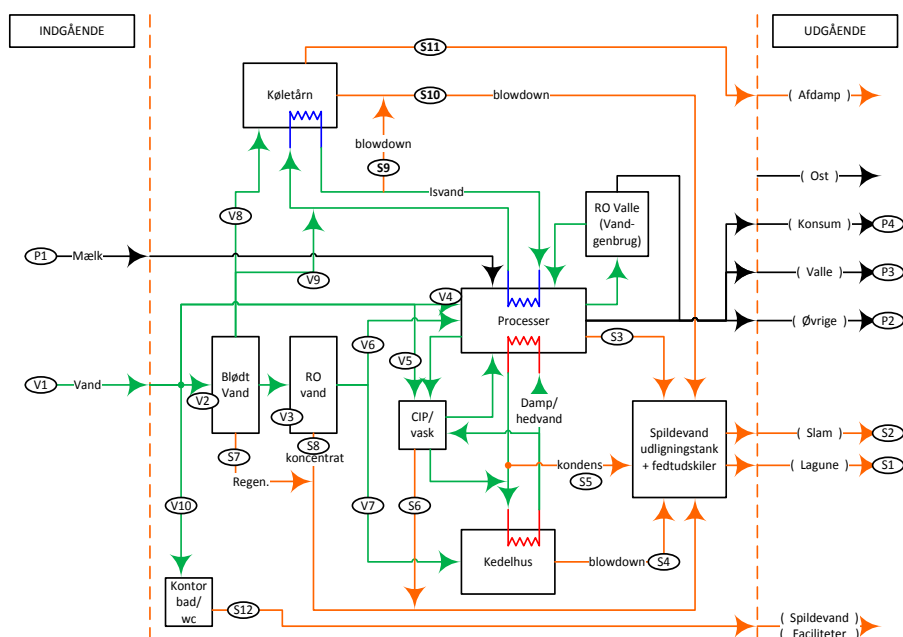 INDGÅENDE
UDGÅENDE
S11
Køletårn
S10
blowdown
( Afdamp )
blowdown
S9
( Ost )
Isvand
RO Valle
(Vand-
genbrug)
V8
( Konsum )
P4
P1
Mælk
( Valle )
P3
V9
V4
Processer
( Øvrige )
P2
V6
S3
V5
V1
Vand
Blødt
Vand
RO
vand
V2
V3
CIP/
vask
Damp/
hedvand
Spildevand
udligningstank
+ fedtudskiler
( Slam )
S2
S7
S8
koncentrat
kondens
S5
( Lagune )
S1
Regen.
V10
V7
S6
Kedelhus
blowdown
S4
Kontor
bad/
wc
S12
( Spildevand
( Faciliteter )